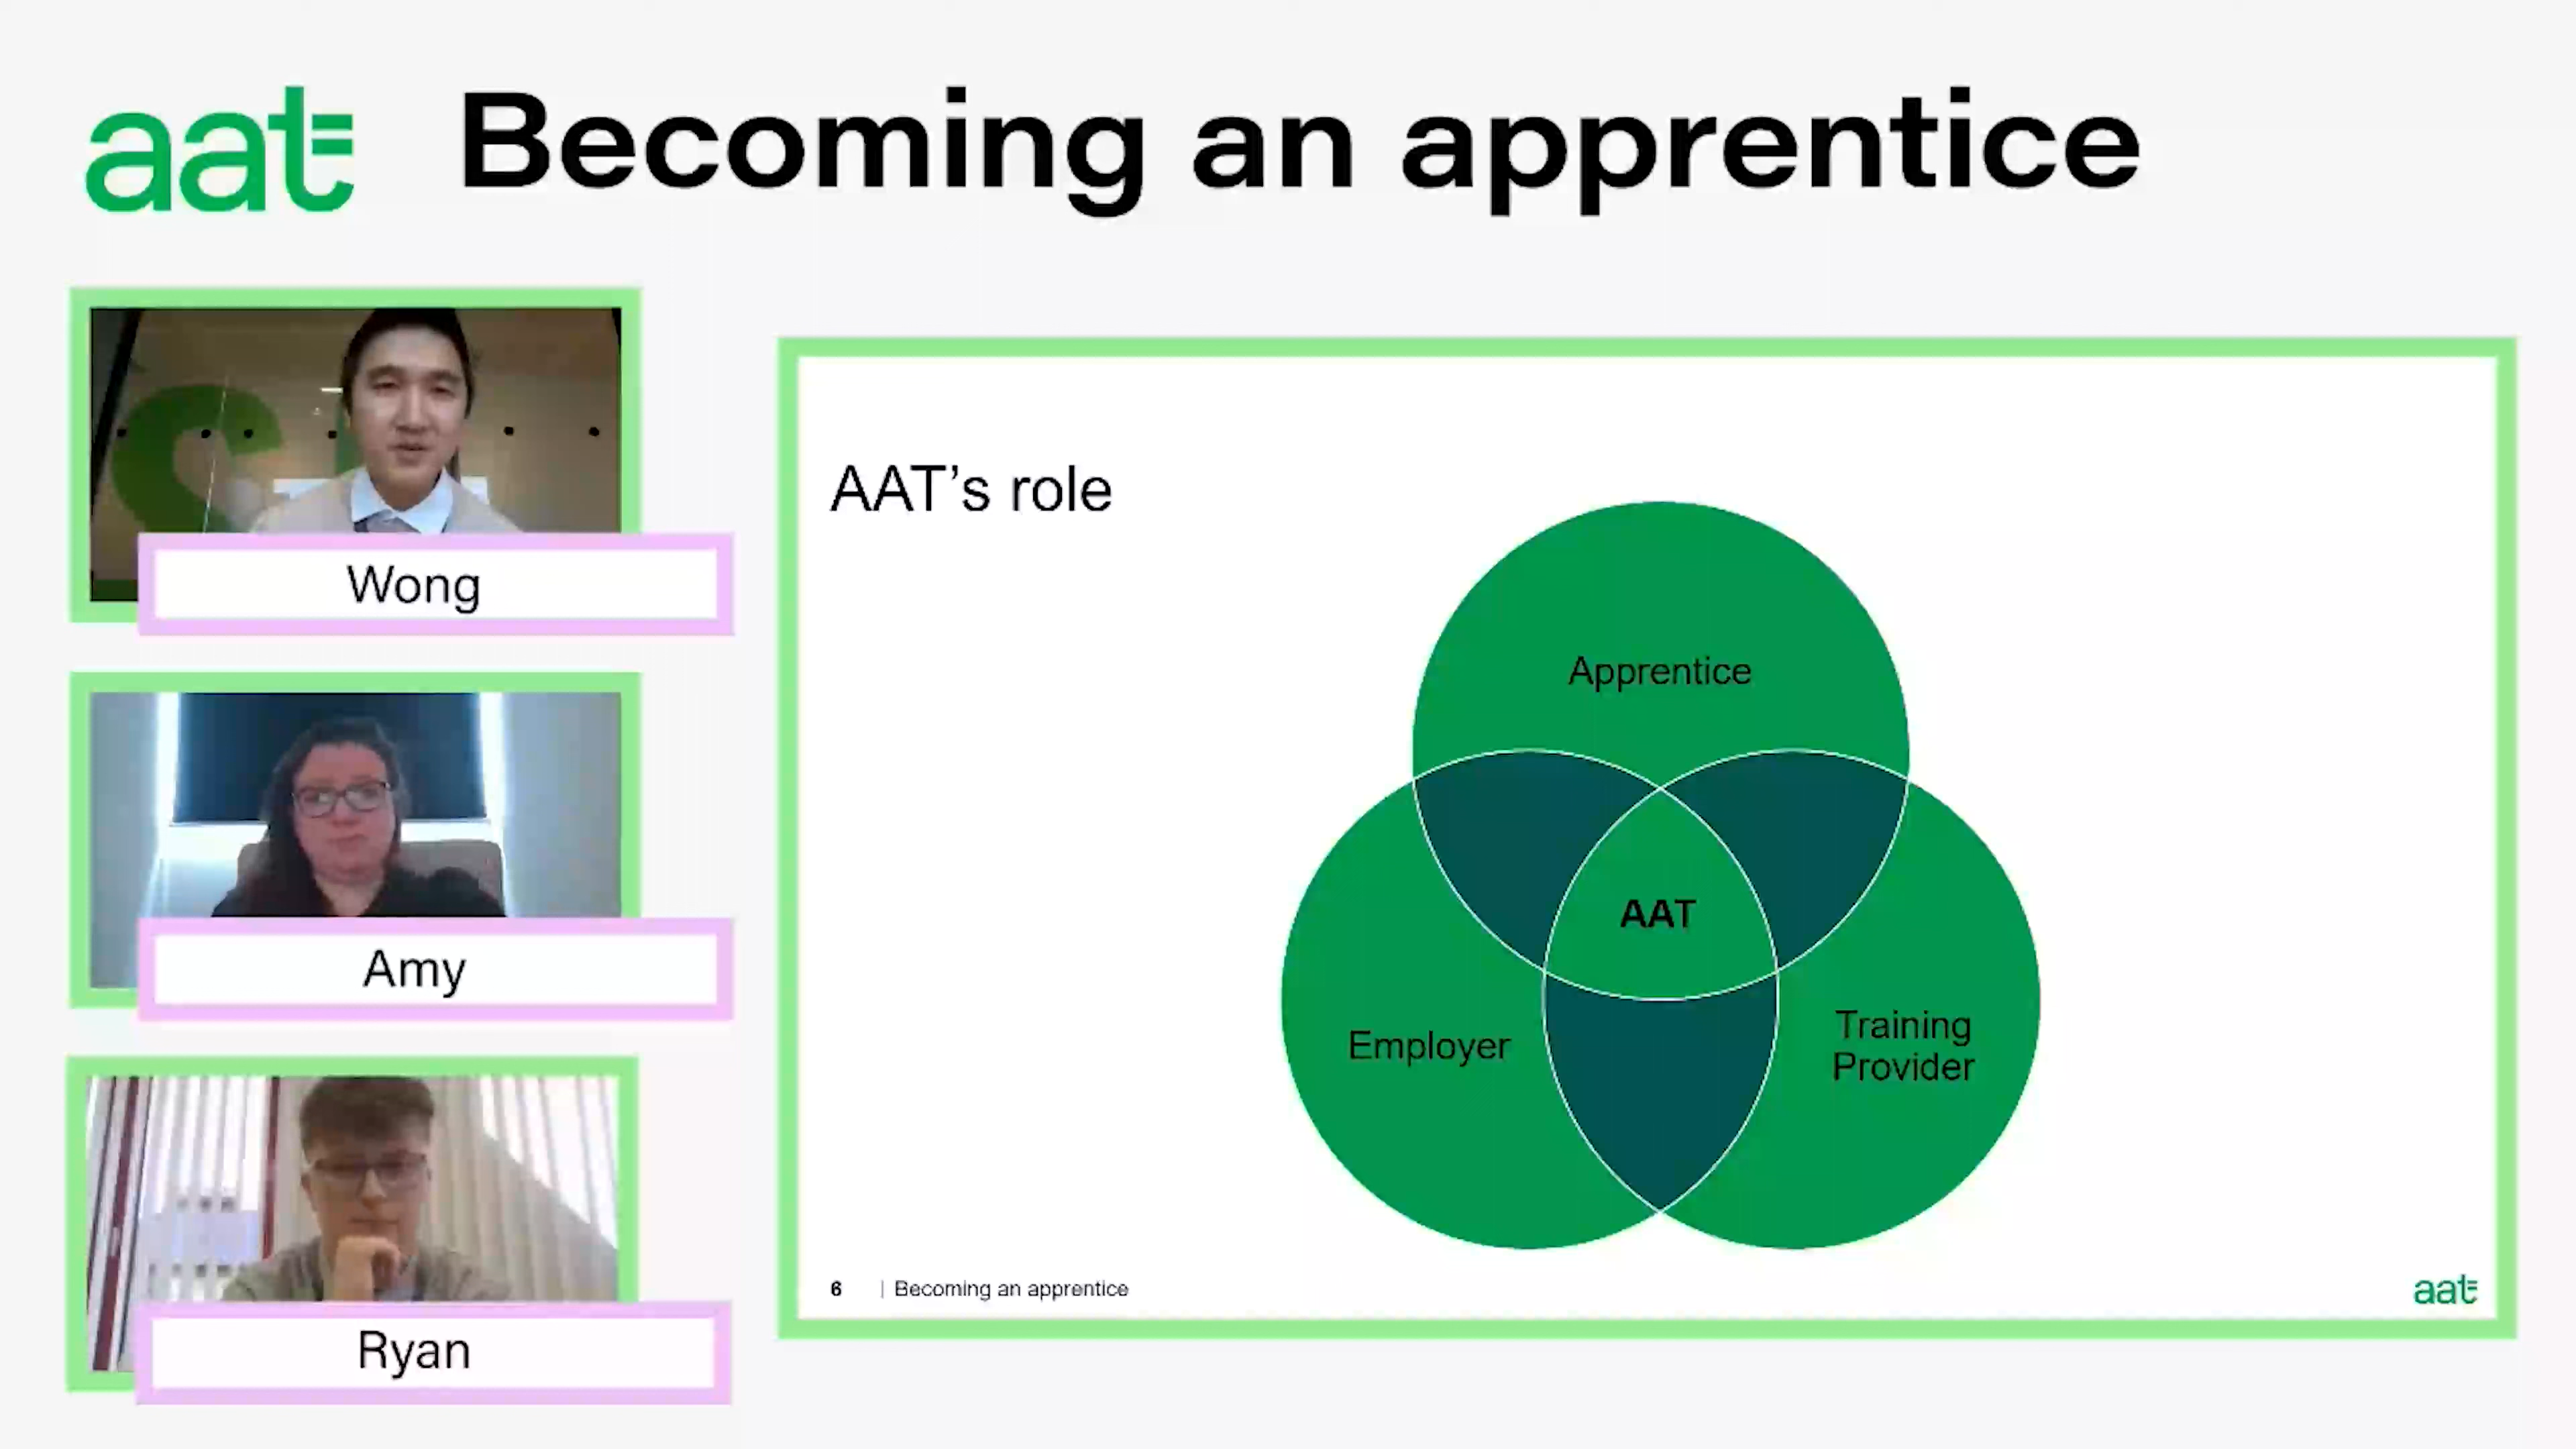 aat
Becoming an apprentice
Wong
Amy
Ryan
AAT’s role
Apprentice
AAT
Employer
Training
Provider
6 | Becoming an apprentice
aat